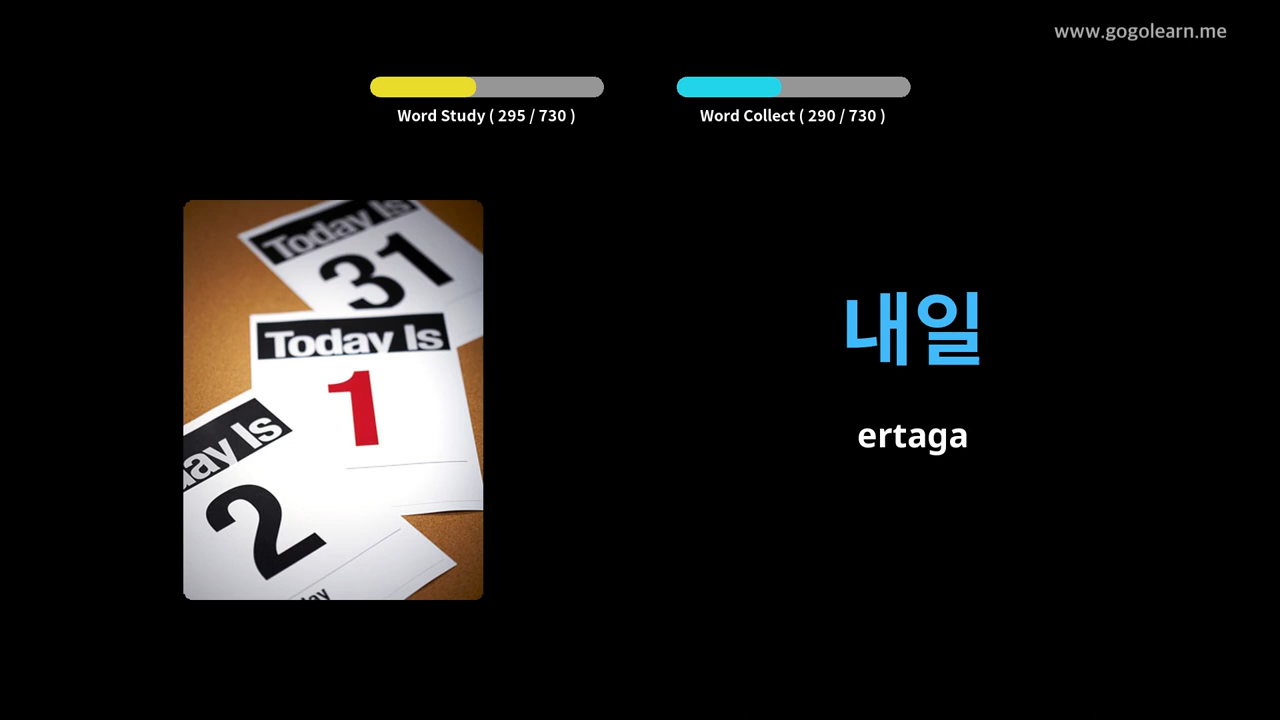 www.gogolearn.me
Word Study ( 295 / 730 )
Word Collect ( 290 / 730 )
Today Is
31
Today Is
1
ay Is
2
내일
ertaga